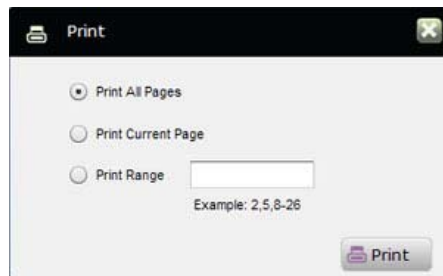 Print
Print All Pages
Print Current Page
Print Range
Example: 2,5,8-26
Print